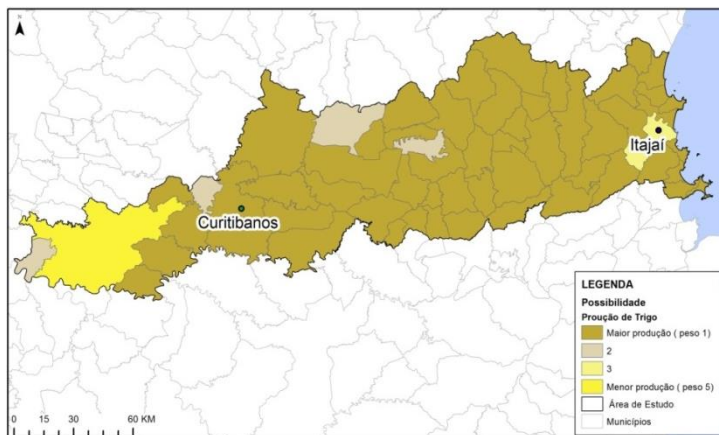 Itajaí
Curitibanos
LEGENDA
Possibilidade
Proução de Trigo
Maior produção ( peso 1)
2
3
Menor produção ( peso 5)
Área de Estudo
Municípios
0 15 30 60 KM